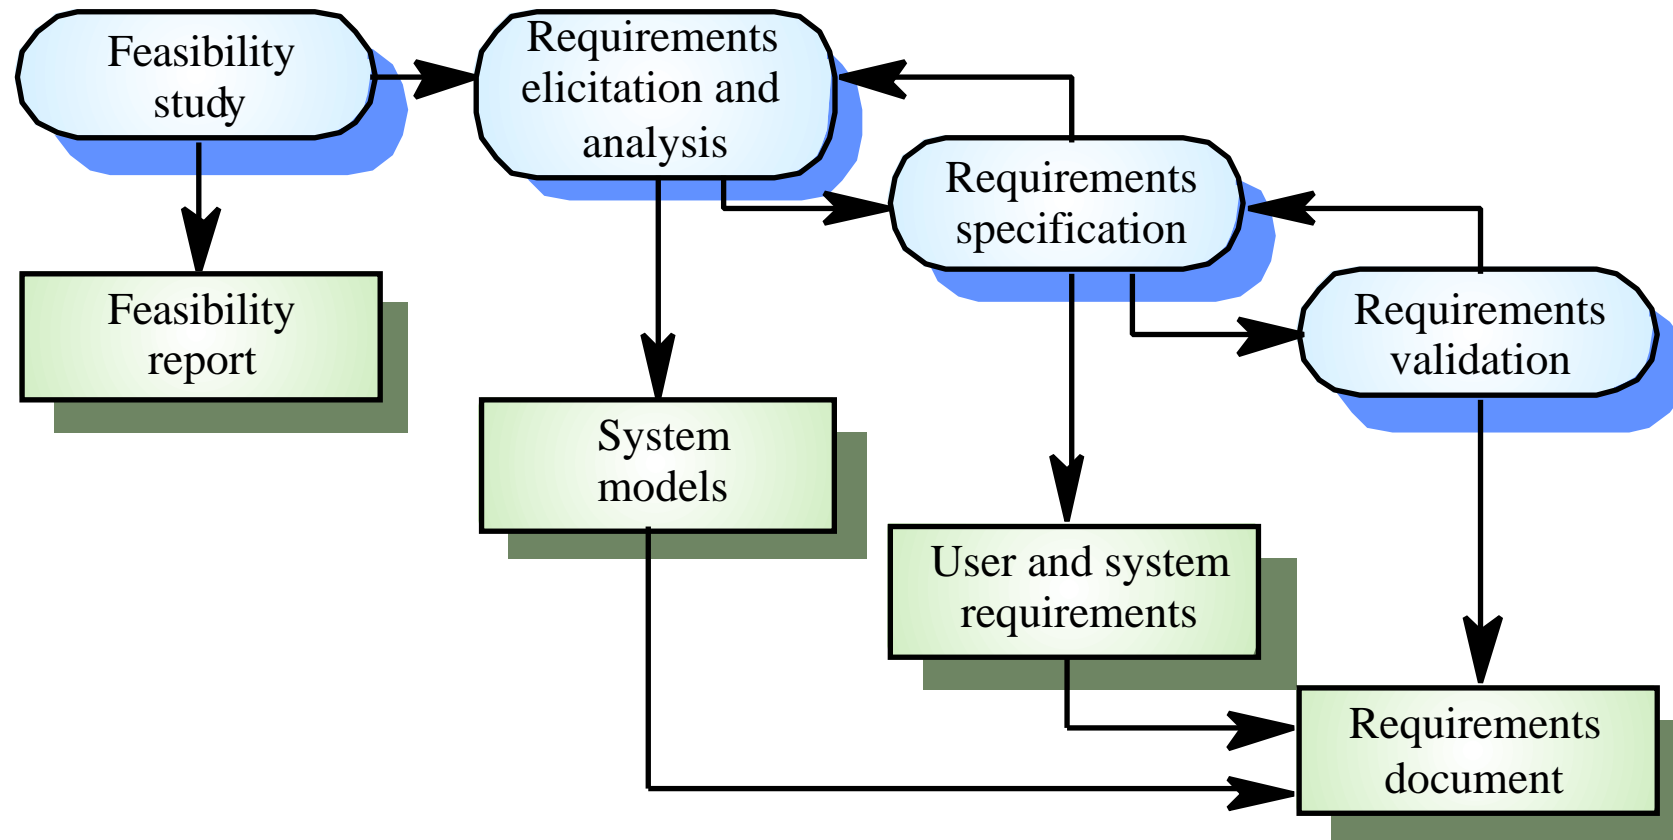 Feasibility
study
Requirements
elicitation and
analysis
Requirements
specification
Requirements
validation
Feasibility
report
System
models
User and system
requirements
Requirements
document